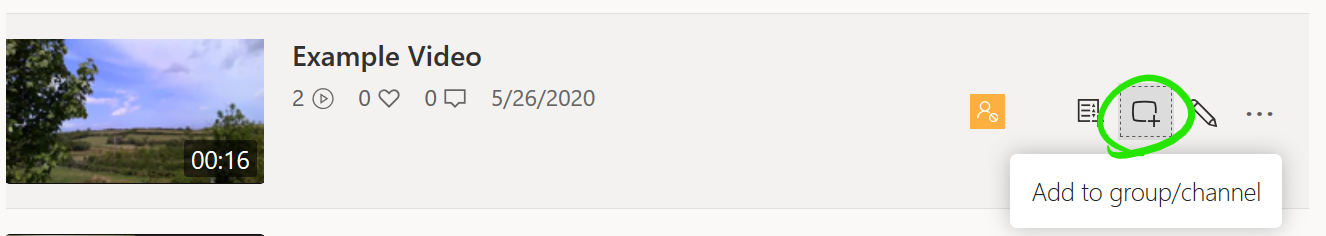 Example Video
2 0 0 5/26/2020
00:16
Add to group/channel